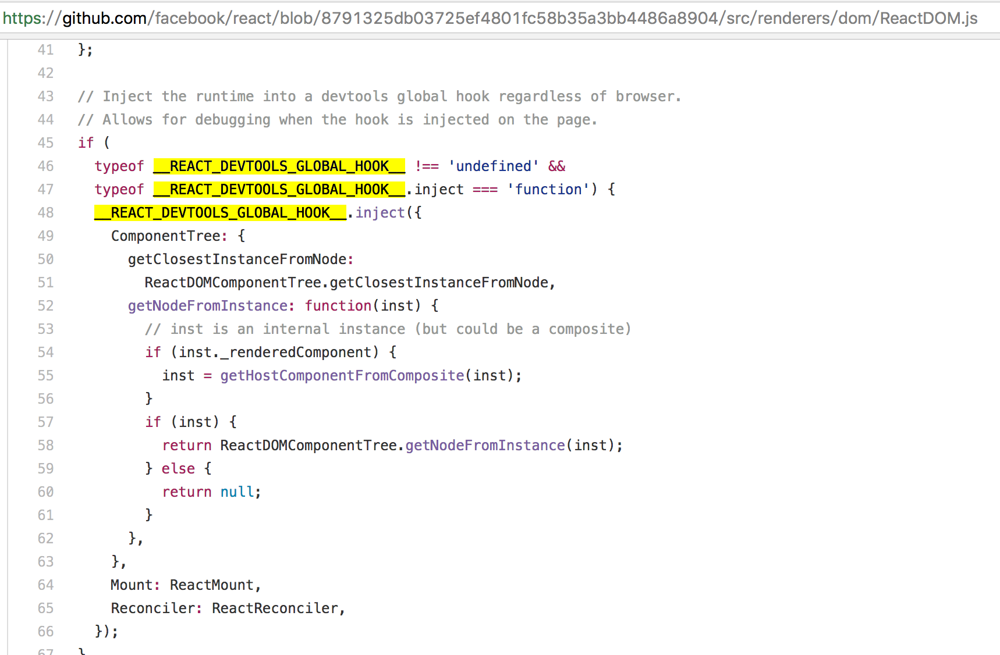 https://github.com/facebook/react/blob/8791325db03725ef4801fc58b35a3bb4486a8904/src/renderers/dom/ReactDOM.js
41 };
42
43 // Inject the runtime into a devtools global hook regardless of browser.
44 // Allows for debugging when the hook is injected on the page.
45 if (
46 typeof __REACT_DEVTOOLS_GLOBAL_HOOK__ !== 'undefined' &&
47 typeof __REACT_DEVTOOLS_GLOBAL_HOOK__.inject === 'function') {
48 __REACT_DEVTOOLS_GLOBAL_HOOK__.inject({
49 ComponentTree: {
50 getClosestInstanceFromNode:
51 ReactDOMComponentTree.getClosestInstanceFromNode,
52 getNodeFromInstance: function(inst) {
53 // inst is an internal instance (but could be a composite)
54 if (inst._renderedComponent) {
55 inst = getHostComponentFromComposite(inst);
56 }
57 if (inst) {
58 return ReactDOMComponentTree.getNodeFromInstance(inst);
59 } else {
60 return null;
61 }
62 },
63 },
64 Mount: ReactMount,
65 Reconciler: ReactReconciler,
66 });
67 }